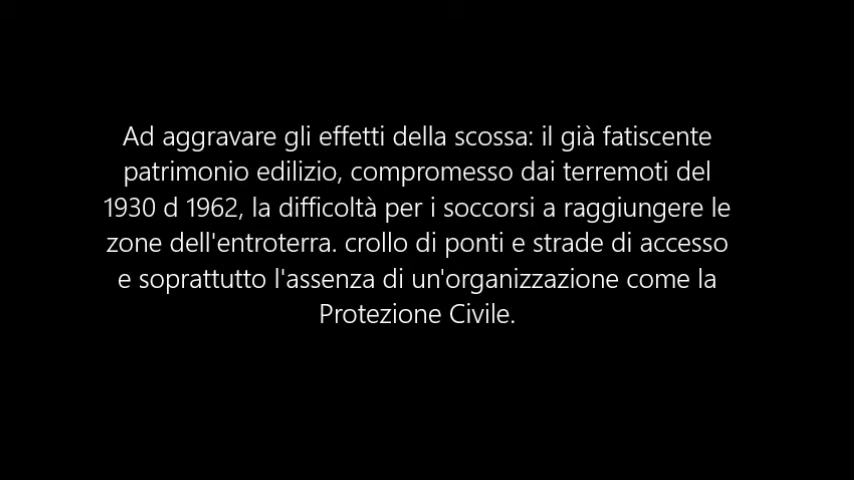 Ad aggravare gli effetti della scossa: il già fatiscente
patrimonio edilizio, compromesso dai terremoti del
1930 d 1962, la difficoltà per i soccorsi a raggiungere le
zone dell'entroterra. crollo di ponti e strade di accesso
e soprattutto l'assenza di un'organizzazione come la
Protezione Civile.